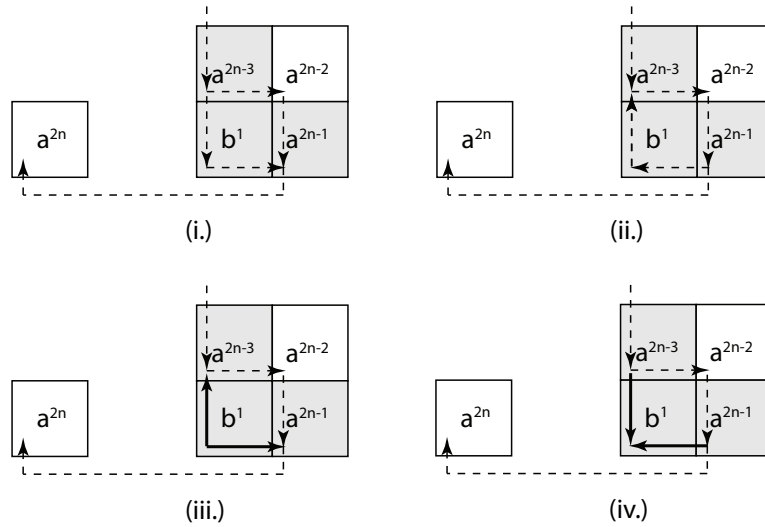 a^{2n-3} a^{2n-2} a^{2n-3} a^{2n-2}
a^{2n} b^1 a^{2n-1} a^{2n} b^1 a^{2n-1}
(i.) (ii.)
a^{2n-3} a^{2n-2} a^{2n-3} a^{2n-2}
a^{2n} b^1 a^{2n-1} a^{2n} b^1 a^{2n-1}
(iii.) (iv.)